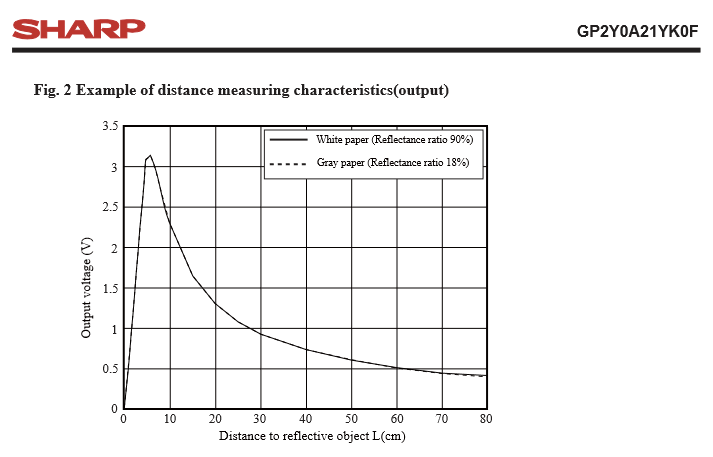 SHARP
GP2Y0A21YK0F
Fig. 2 Example of distance measuring characteristics(output)
White paper (Reflectance ratio 90%)
Gray paper (Reflectance ratio 18%)
3.5
3
2.5
2
1.5
1
0.5
0
Output voltage (V)
0 10 20 30 40 50 60 70 80
Distance to reflective object L(cm)